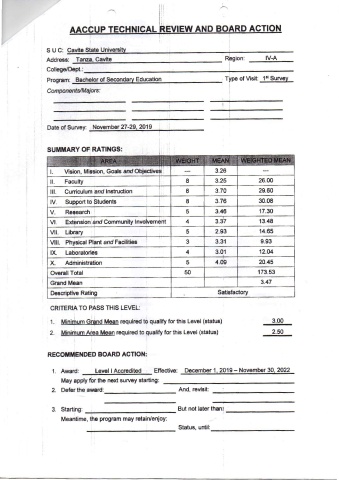 AACCUP TECHNICAL REVIEW AND BOARD ACTION
S U C: Cavite State University
Address: Tanza, Cavite Region: IV-A
College/Dept.:
Program: Bachelor of Secondary Education Type of Visit: 1st Survey
Components/Majors:
Date of Survey: November 27-29, 2019
SUMMARY OF RATINGS:
AREA WEIGHT MEAN WEIGHTED MEAN
I. Vision, Mission, Goals and Objectives --- 3.26 ---
II. Faculty 8 3.25 26.00
III. Curriculum and Instruction 8 3.70 29.60
IV. Support to Students 8 3.76 30.08
V. Research 5 3.46 17.30
VI. Extension and Community Involvement 4 3.37 13.48
VII. Library 5 2.93 14.65
VIII. Physical Plant and Facilities 3 3.31 9.93
IX. Laboratories 4 3.01 12.04
X. Administration 5 4.09 20.45
Overall Total 50 173.53
Grand Mean 3.47
Descriptive Rating Satisfactory
CRITERIA TO PASS THIS LEVEL:
1. Minimum Grand Mean required to qualify for this Level (status) 3.00
2. Minimum Area Mean required to qualify for this Level (status) 2.50
RECOMMENDED BOARD ACTION:
1. Award: Level I Accredited Effective: December 1, 2019 – November 30, 2022
May apply for the next survey starting:
2. Defer the award: And, revisit:
3. Starting: But not later than:
Meantime, the program may retain/enjoy:
Status, until: